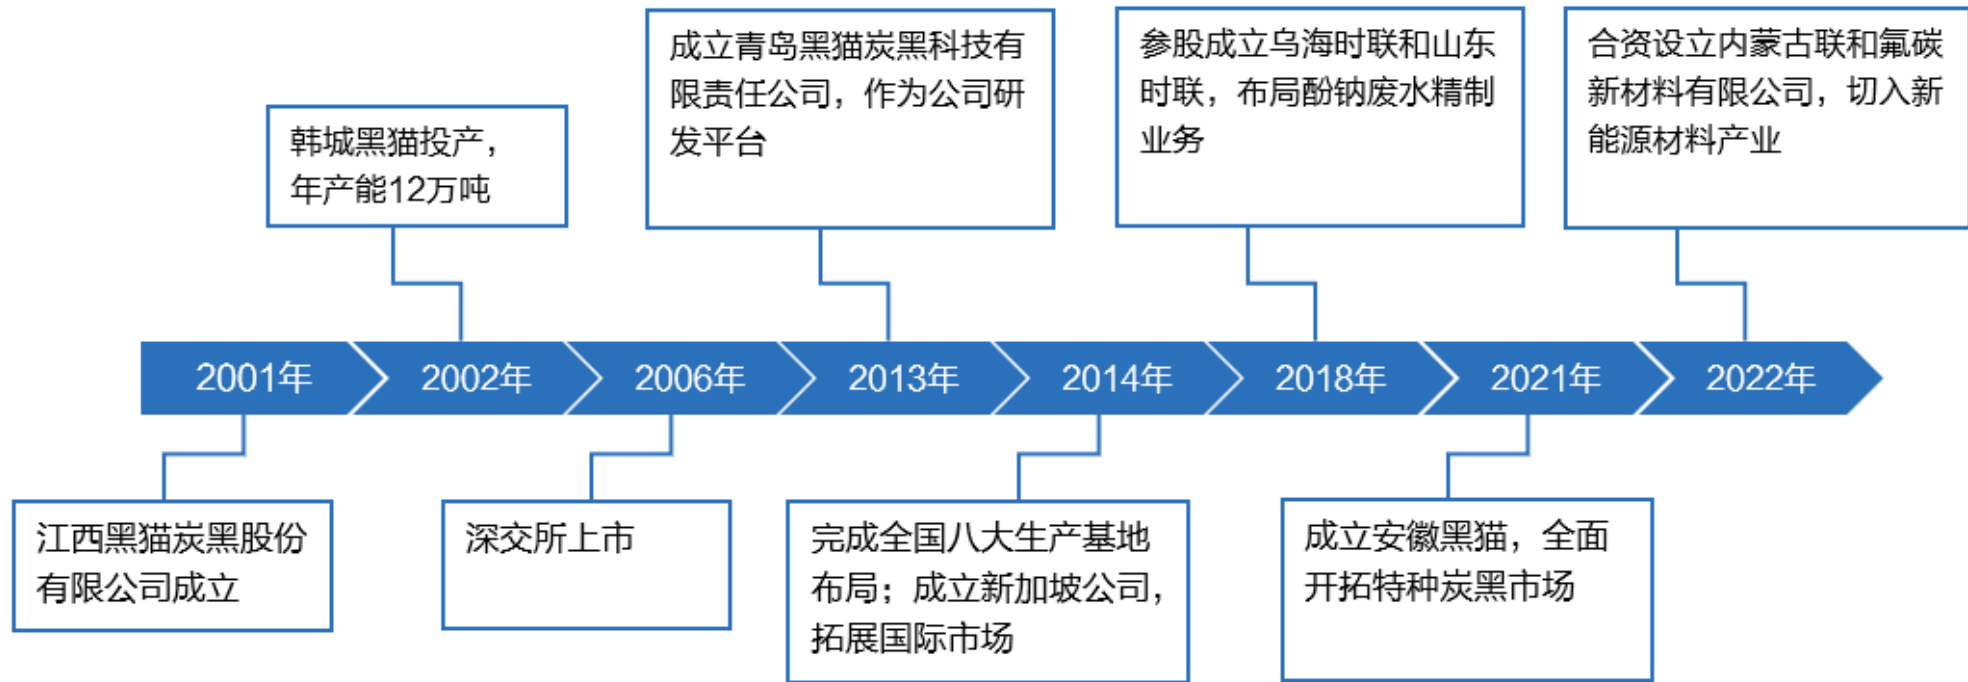 韩城黑猫投产，
年产能12万吨
成立青岛黑猫炭黑科技有
限责任公司，作为公司研
发平台
参股成立乌海时联和山东
时联，布局酚钠废水精制
业务
合资设立内蒙古联和氟碳
新材料有限公司，切入新
能源材料产业
2001年
2002年
2006年
2013年
2014年
2018年
2021年
2022年
江西黑猫炭黑股份
有限公司成立
深交所上市
完成全国八大生产基地
布局；成立新加坡公司，
拓展国际市场
成立安徽黑猫，全面
开拓特种炭黑市场